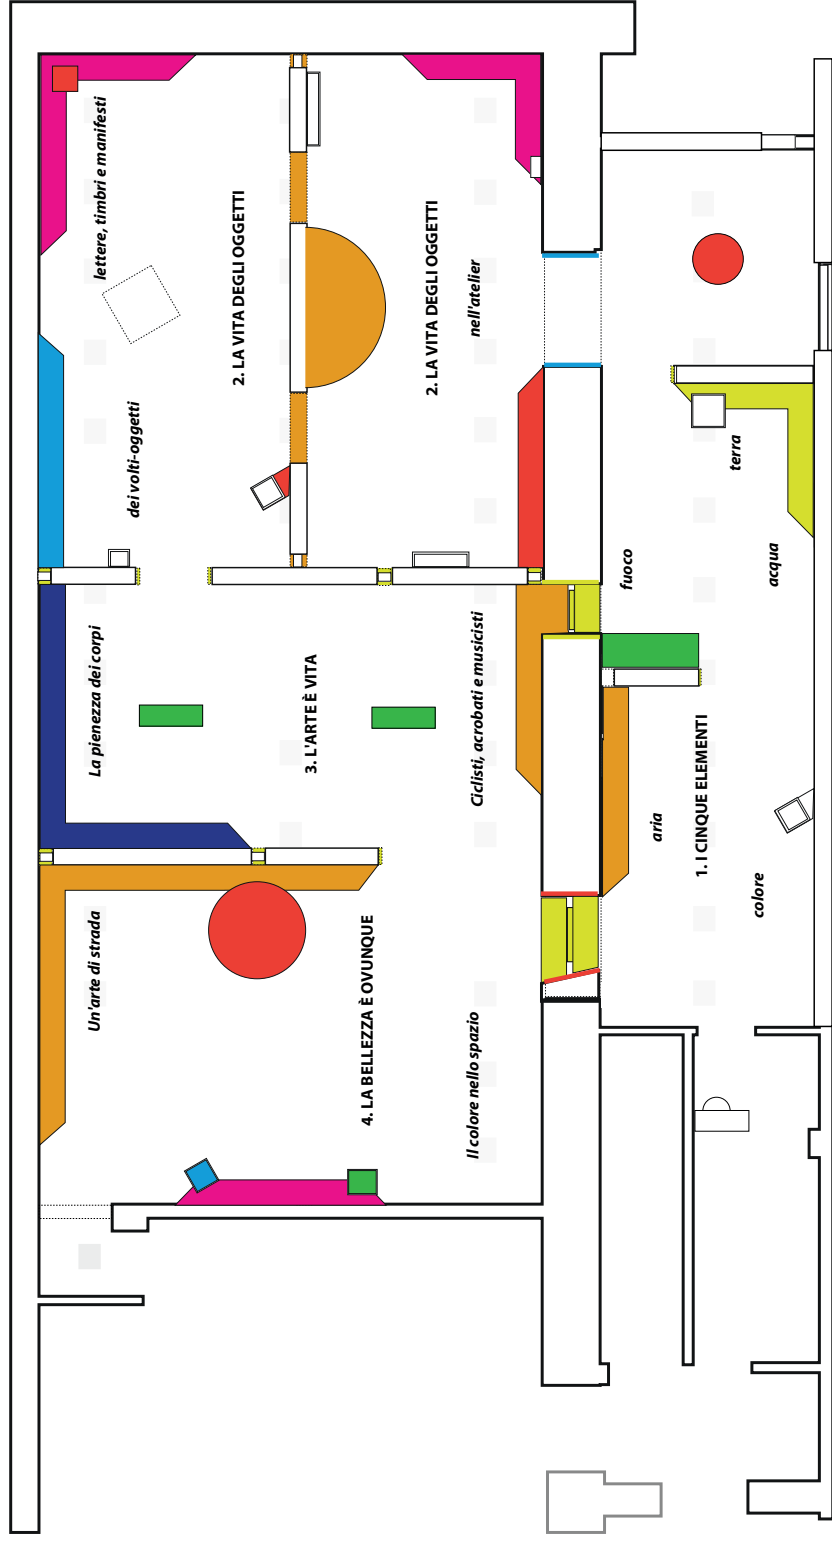 1. I CINQUE ELEMENTI
colore
aria
acqua
fuoco
terra
2. LA VITA DEGLI OGGETTI
nell'atelier
2. LA VITA DEGLI OGGETTI
lettere, timbri e manifesti
dei volti-oggetti
3. L'ARTE È VITA
La pienezza dei corpi
Ciclisti, acrobati e musicisti
4. LA BELLEZZA È OVUNQUE
Un'arte di strada
Il colore nello spazio